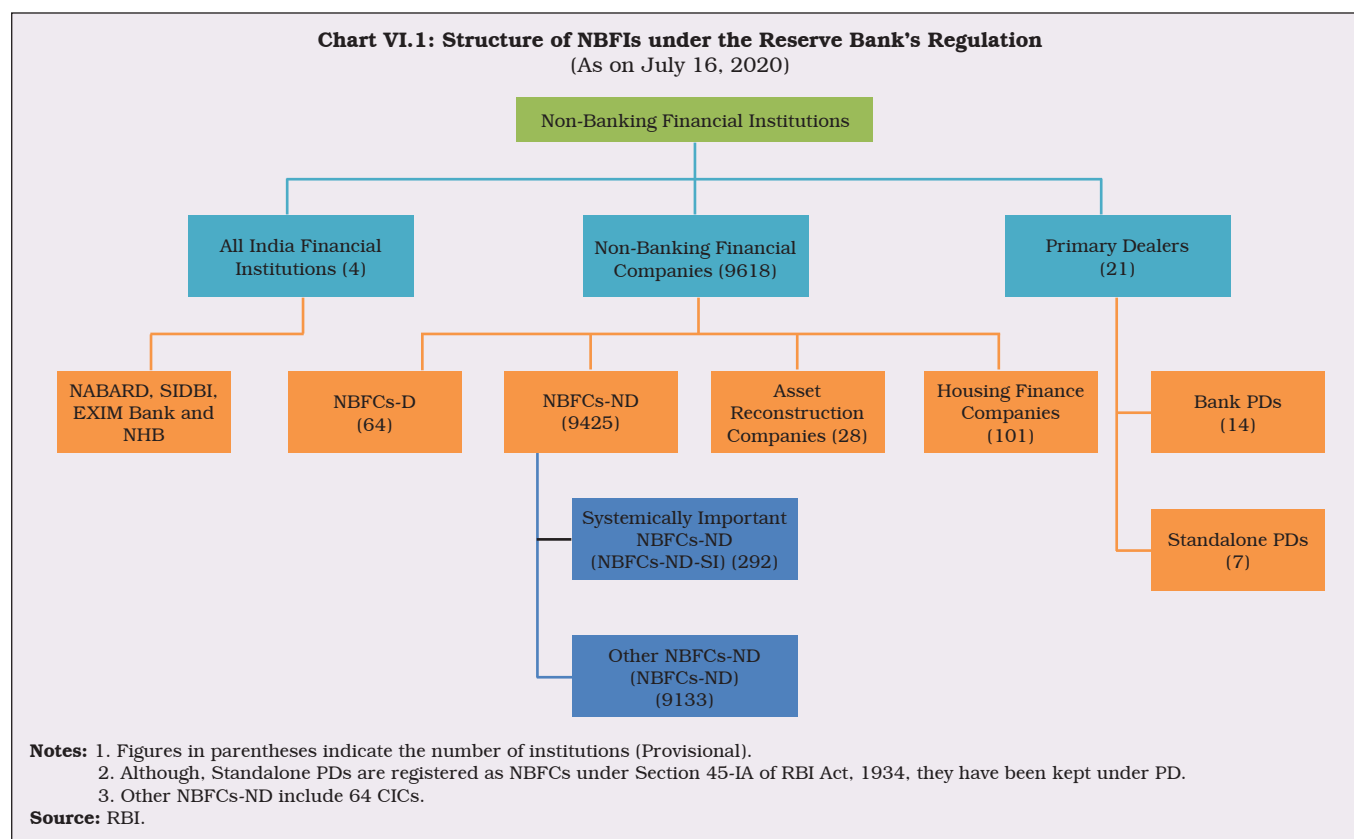 Chart VI.1: Structure of NBFIs under the Reserve Bank's Regulation
(As on July 16, 2020)
Non-Banking Financial Institutions
All India Financial
Institutions (4)
Non-Banking Financial
Companies (9618)
Primary Dealers
(21)
NABARD, SIDBI,
EXIM Bank and
NHB
NBFCs-D
(64)
NBFCs-ND
(9425)
Asset
Reconstruction
Companies (28)
Housing Finance
Companies
(101)
Bank PDs
(14)
Systemically Important
NBFCs-ND
(NBFCs-ND-SI) (292)
Standalone PDs
(7)
Other NBFCs-ND
(NBFCs-ND)
(9133)
Notes: 1. Figures in parentheses indicate the number of institutions (Provisional).
2. Although, Standalone PDs are registered as NBFCs under Section 45-IA of RBI Act, 1934, they have been kept under PD.
3. Other NBFCs-ND include 64 CICs.
Source: RBI.